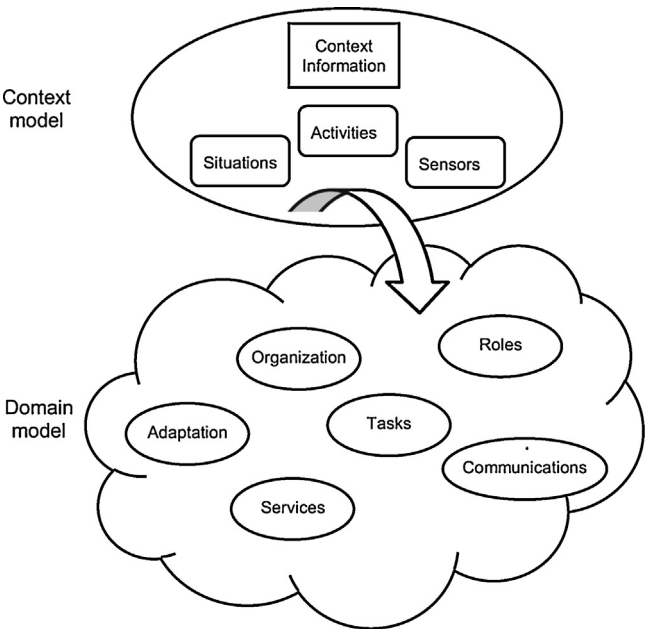 Context
Information
Context
model
Activities
Situations
Sensors
Roles
Organization
Domain
model
Tasks
Adaptation
Communications
Services